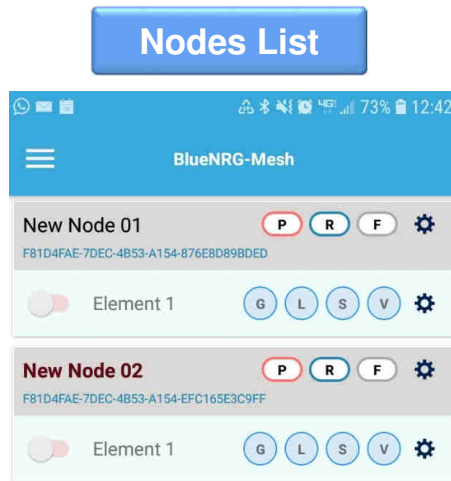 Nodes List
4G 73% 12:42
BlueNRG-Mesh
New Node 01 P R F
F81D4FAE-7DEC-4B53-A154-876E8D89BDED
Element 1 G L S V
New Node 02 P R F
F81D4FAE-7DEC-4B53-A154-EFC165E3C9FF
Element 1 G L S V